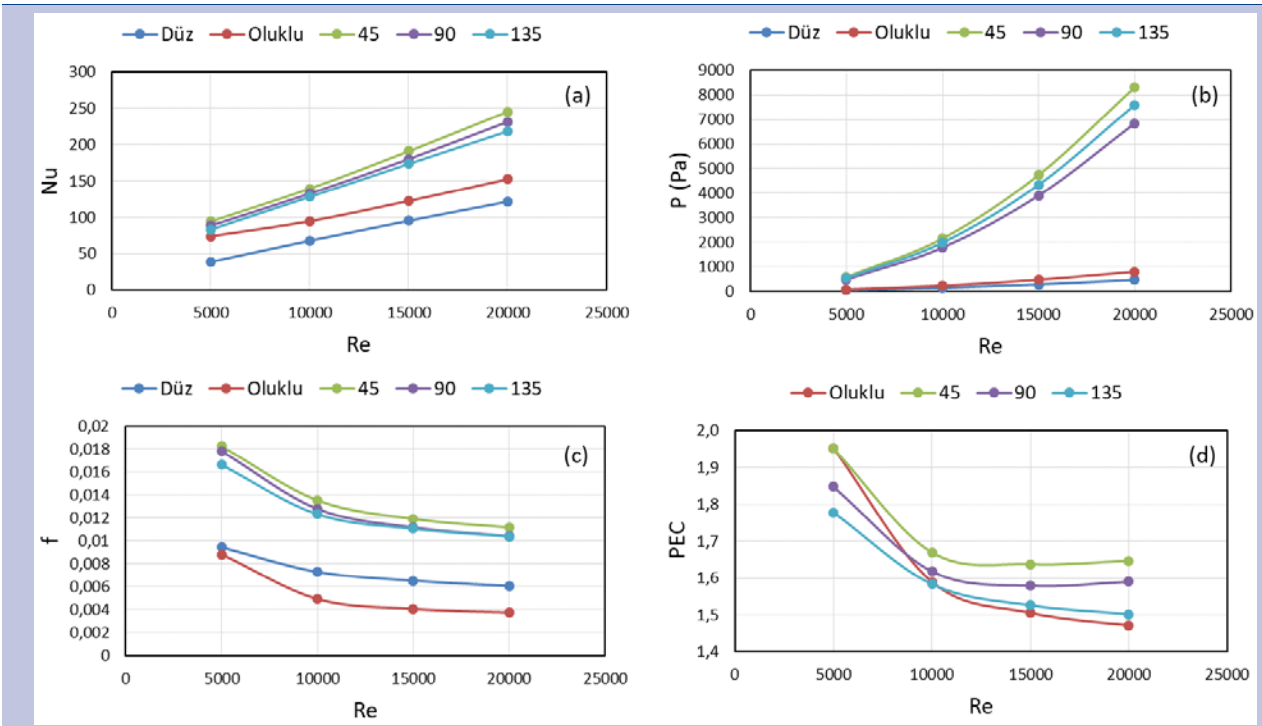 Düz Oluklu 45 90 135
300
250
200
150
100
50
0
Nu
(a)
0 5000 10000 15000 20000 25000
Re
Düz Oluklu 45 90 135
9000
8000
7000
6000
5000
4000
3000
2000
1000
0
P (Pa)
(b)
0 5000 10000 15000 20000 25000
Re
Düz Oluklu 45 90 135
0,02
0,018
0,016
0,014
0,012
0,01
0,008
0,006
0,004
0,002
0
f
(c)
0 5000 10000 15000 20000 25000
Re
Oluklu 45 90 135
2,0
1,9
1,8
1,7
1,6
1,5
1,4
PEC
(d)
0 5000 10000 15000 20000 25000
Re